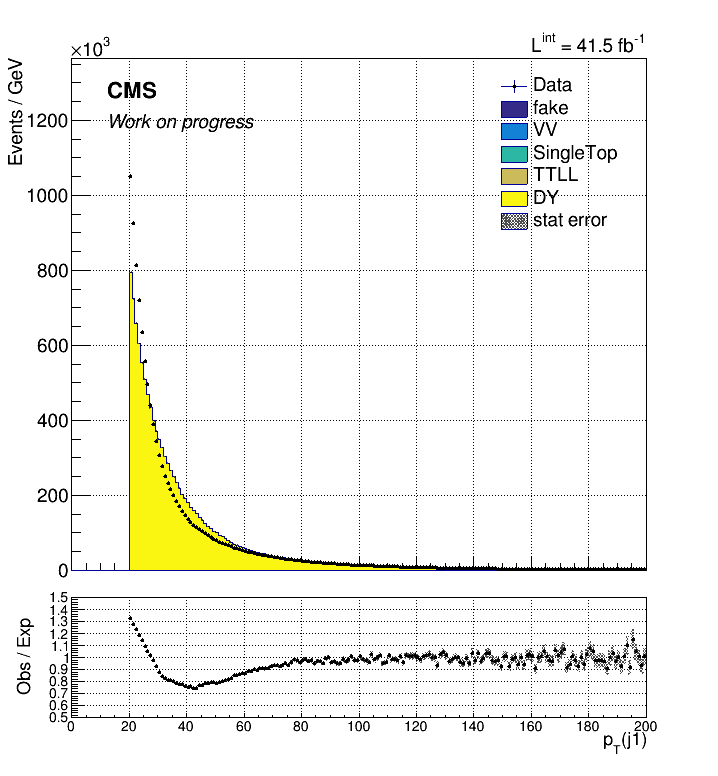 ×10³
L^int = 41.5 fb⁻¹
Events / GeV
CMS
Work on progress
Data
fake
VV
SingleTop
TTLL
DY
stat error
1200
1000
800
600
400
200
0
Obs / Exp
1.5
1.4
1.3
1.2
1.1
1
0.9
0.8
0.7
0.6
0.5
0 20 40 60 80 100 120 140 160 180 200
p_T(j1)